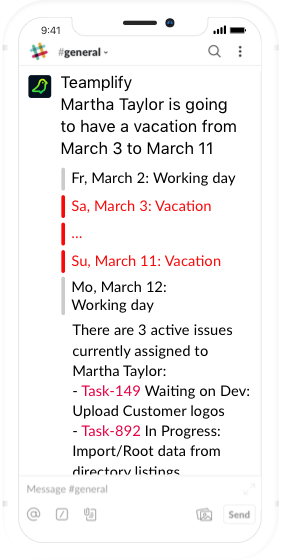 9:41
#general
Teamplify
Martha Taylor is going
to have a vacation from
March 3 to March 11
Fr, March 2: Working day
Sa, March 3: Vacation
...
Su, March 11: Vacation
Mo, March 12:
Working day
There are 3 active issues
currently assigned to
Martha Taylor:
- Task-149 Waiting on Dev:
Upload Customer logos
- Task-892 In Progress:
Import/Root data from
directory listings
Message #general
@
Send